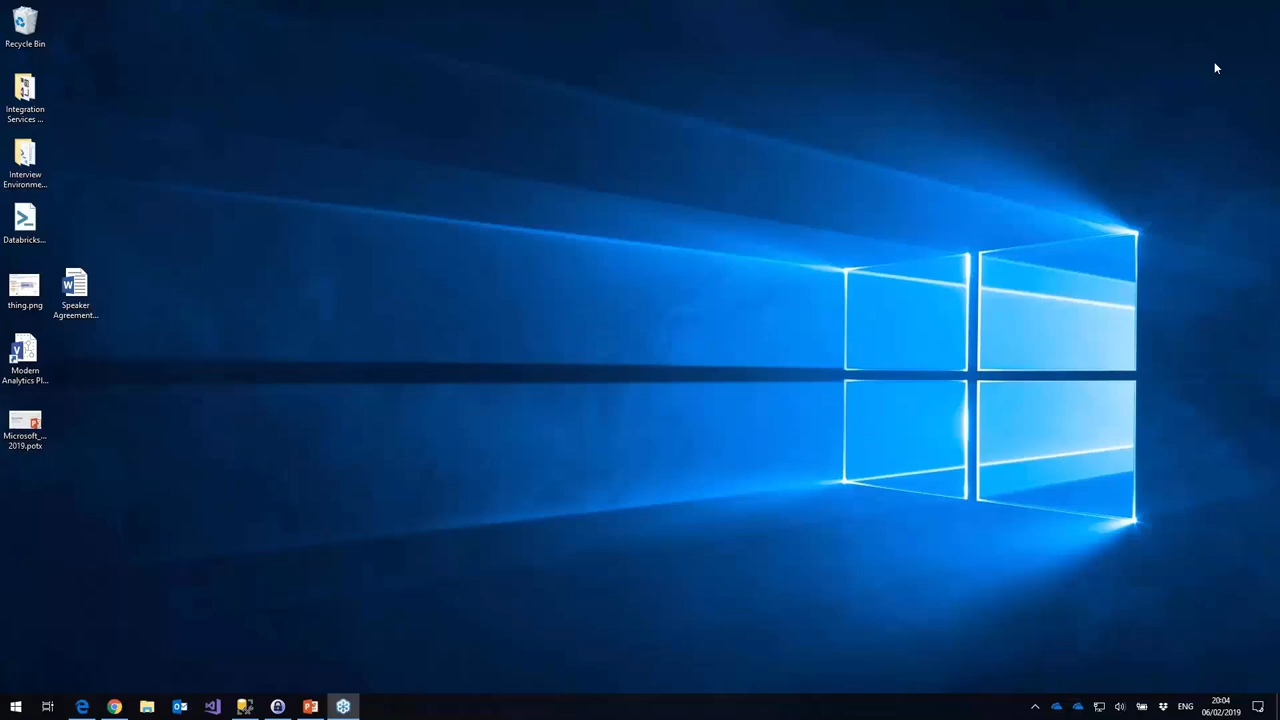 Recycle Bin
Integration
Services ...
Interview
Environme...
Databricks...
thing.png
Speaker
Agreement...
Modern
Analytics Pl...
Microsoft_...
2019.potx
ENG
20:04
06/02/2019